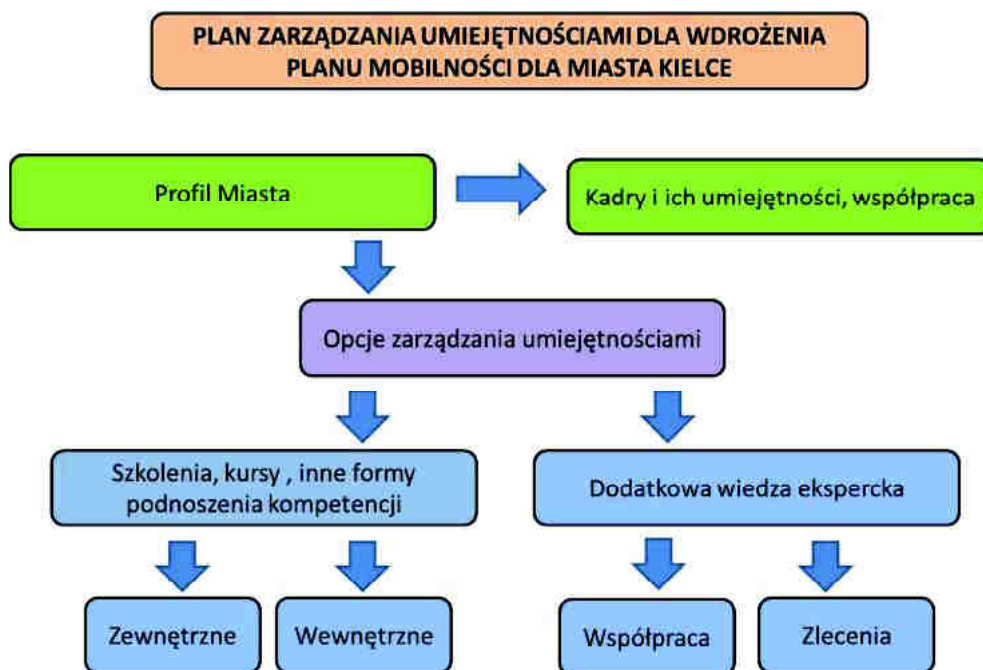 PLAN ZARZĄDZANIA UMIEJĘTNOŚCIAMI DLA WDROŻENIA
PLANU MOBILNOŚCI DLA MIASTA KIELCE
Profil Miasta
Kadry i ich umiejętności, współpraca
Opcje zarządzania umiejętnościami
Szkolenia, kursy , inne formy
podnoszenia kompetencji
Dodatkowa wiedza ekspercka
Zewnętrzne
Wewnętrzne
Współpraca
Zlecenia